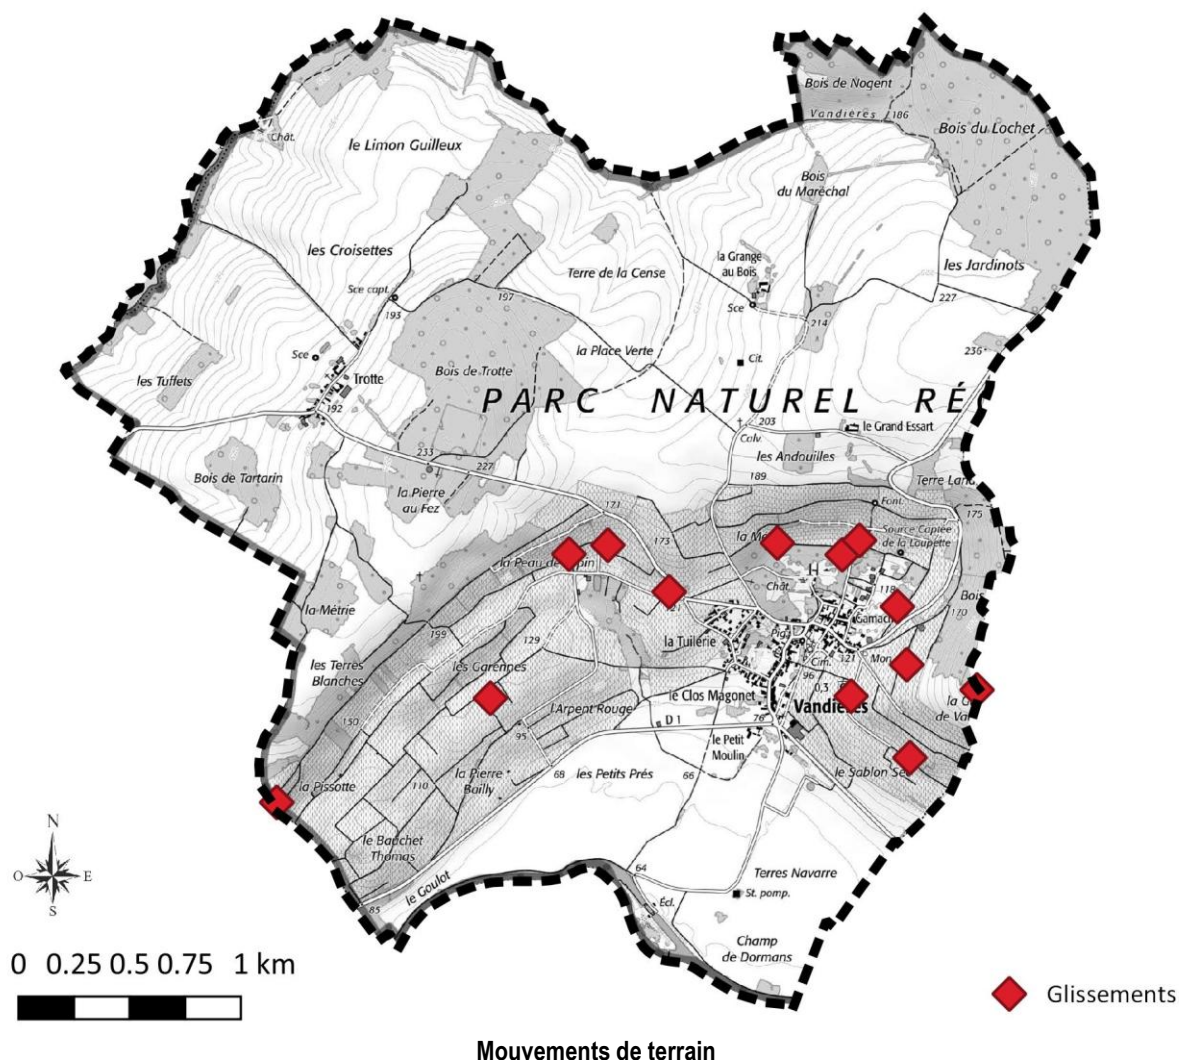 Bois de Nogent
Vandières
186
Bois du Lochet
Chât.
le Limon Guilleux
Bois
du Maréchal
les Croisettes
la Grange
au Bois
les Jardinots
Terre de la Cense
Sce capt.
197
227
193
Sce
214
la Place Verte
236
Sce
Cit.
les Tuffets
Trotte
Bois de Trotte
PARC NATUREL RÉ
192
203
Calv.
le Grand Essart
233
227
les Andouilles
Bois de Tartarin
189
la Pierre
au Fez
Terre
Font.
175
173
173
Source Captée
de la Loupette
la Peau de
H
Chât.
118
Bois
la Métrie
170
199
129
la Tuilerie
les Terres
Blanches
les Garennes
Cim.
121
96
0,3
le Clos Magonet
Vandières
l'Arpent Rouge
150
95
D 1
76
le Petit
Moulin
la Pissotte
la Pierre
Bailly
68
les Petits Prés
66
le Sablon
110
le Bauchet
Thomas
le Goulot
64
Terres Navarre
St. pomp.
85
Écl.
Champ
de Dormans
N
O
E
S
0 0.25 0.5 0.75 1 km
Glissements
Mouvements de terrain